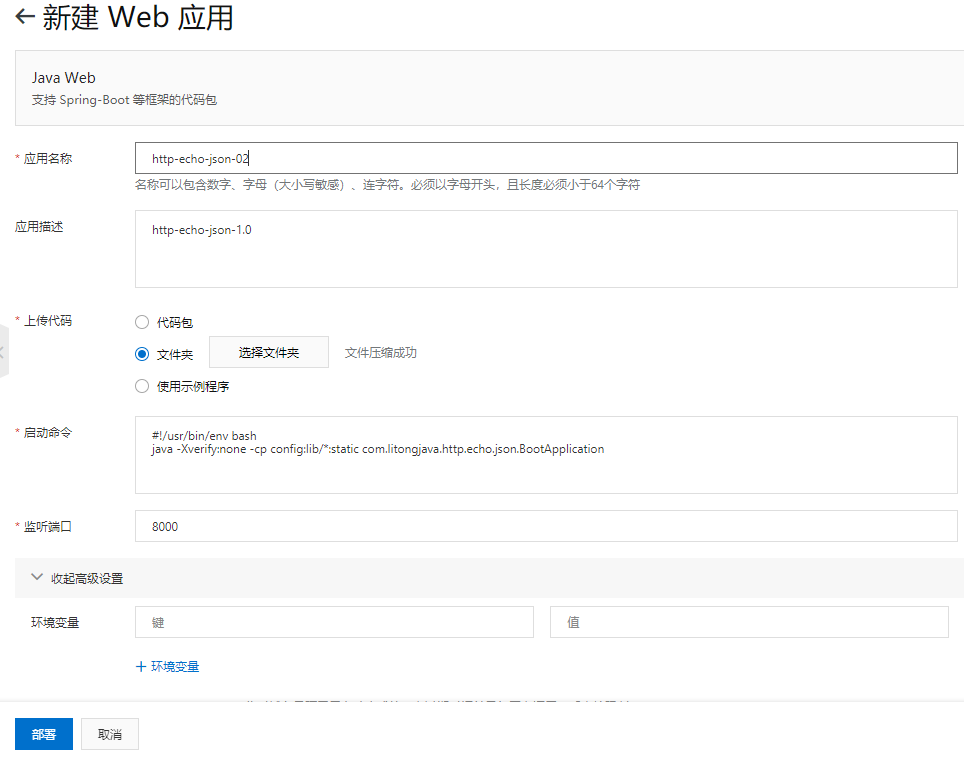 ← 新建 Web 应用
Java Web
支持 Spring-Boot 等框架的代码包
* 应用名称
http-echo-json-02
名称可以包含数字、字母（大小写敏感）、连字符。必须以字母开头，且长度必须小于64个字符
应用描述
http-echo-json-1.0
* 上传代码
代码包
文件夹 选择文件夹 文件压缩成功
使用示例程序
* 启动命令
#!/usr/bin/env bash
java -Xverify:none -cp config:lib/*:static com.litongjava.http.echo.json.BootApplication
* 监听端口
8000
收起高级设置
环境变量 键 值
+ 环境变量
部署 取消